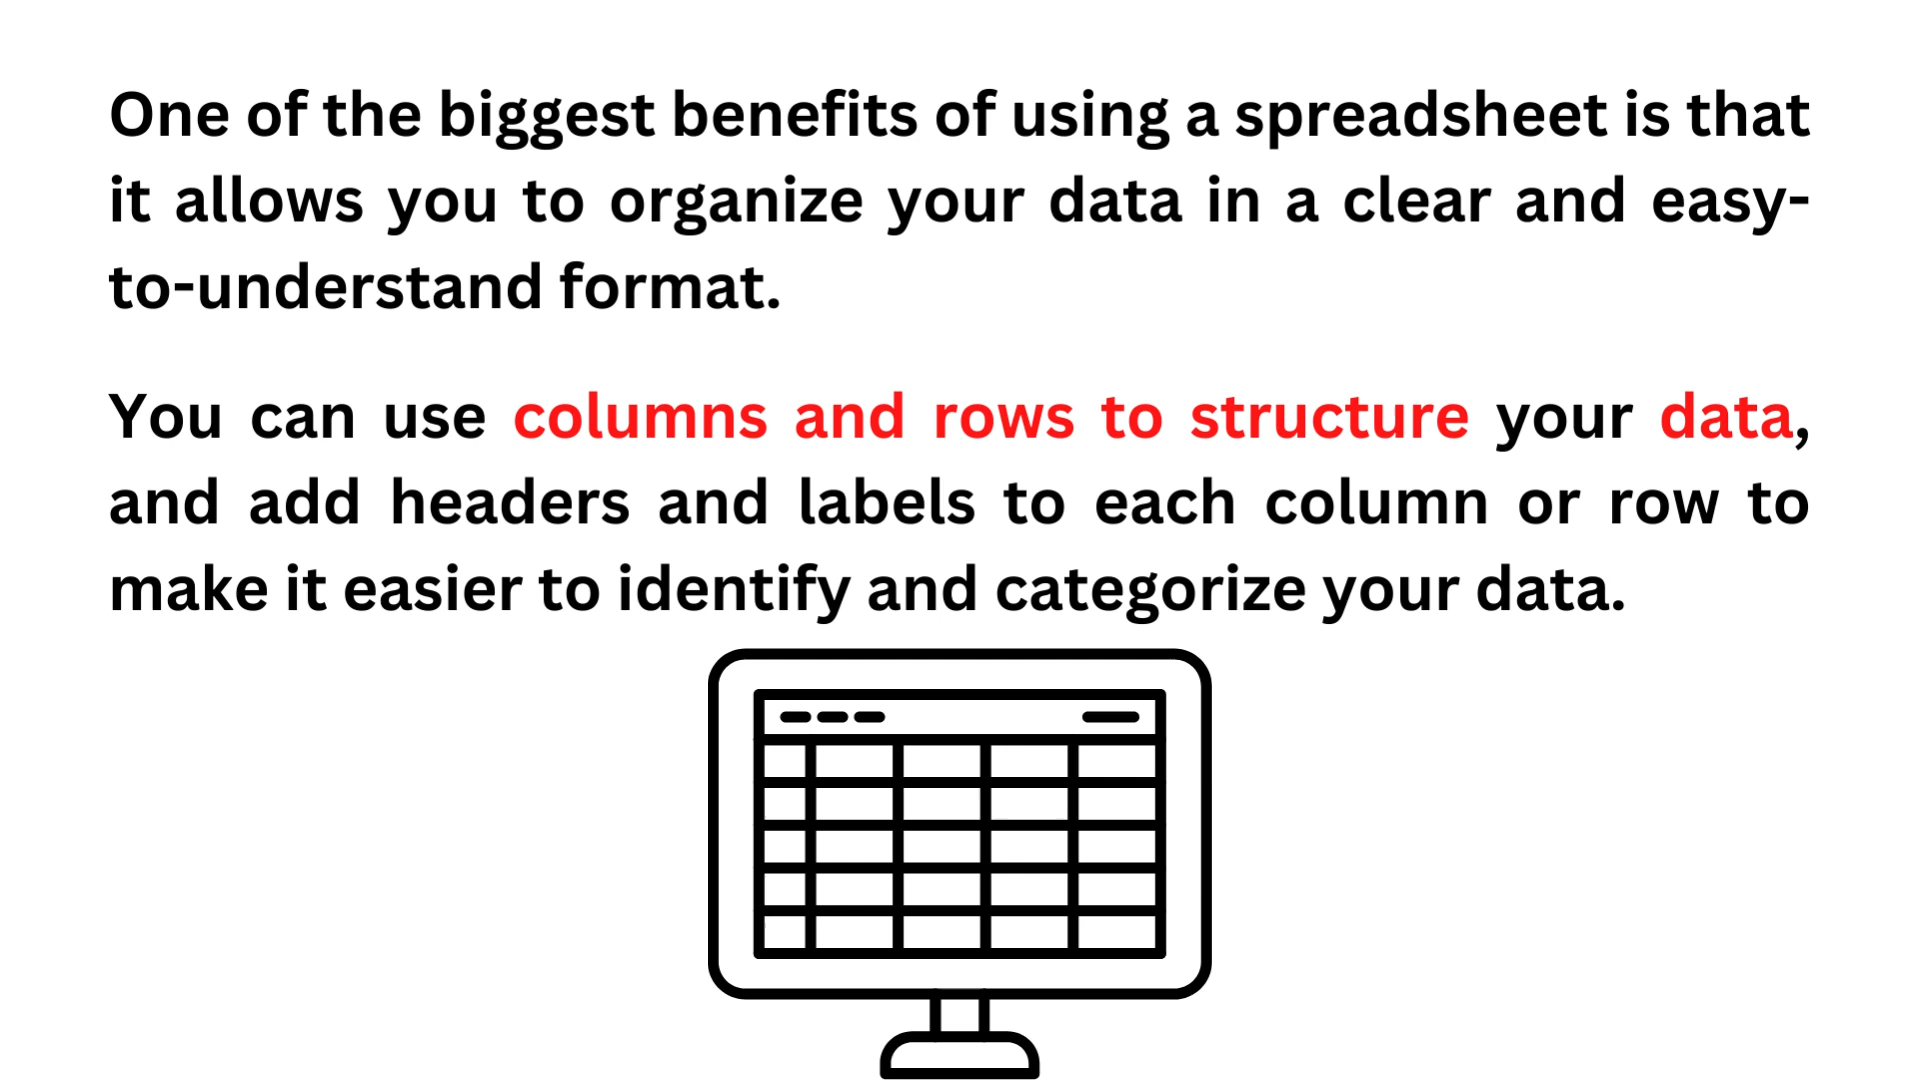 One of the biggest benefits of using a spreadsheet is that
it allows you to organize your data in a clear and easy-
to-understand format.
You can use columns and rows to structure your data,
and add headers and labels to each column or row to
make it easier to identify and categorize your data.